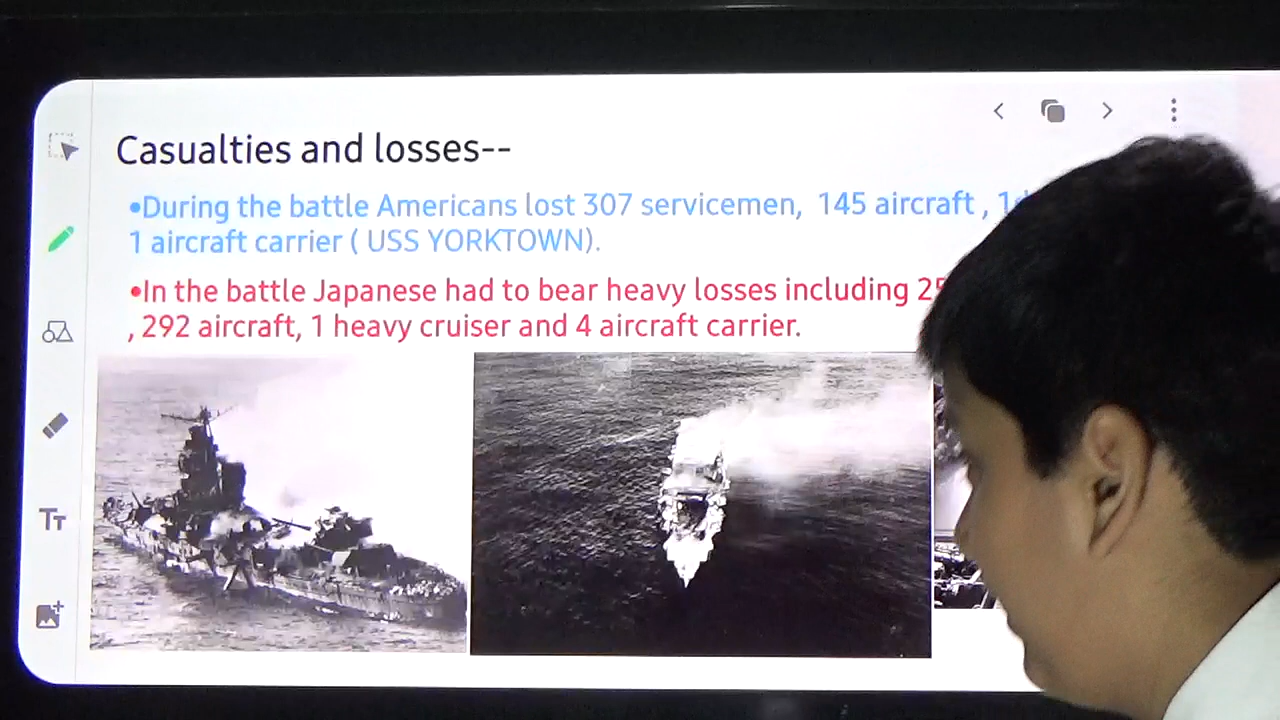 Casualties and losses--
•During the battle Americans lost 307 servicemen, 145 aircraft ,
1 aircraft carrier ( USS YORKTOWN).
•In the battle Japanese had to bear heavy losses including
, 292 aircraft, 1 heavy cruiser and 4 aircraft carrier.
Tт